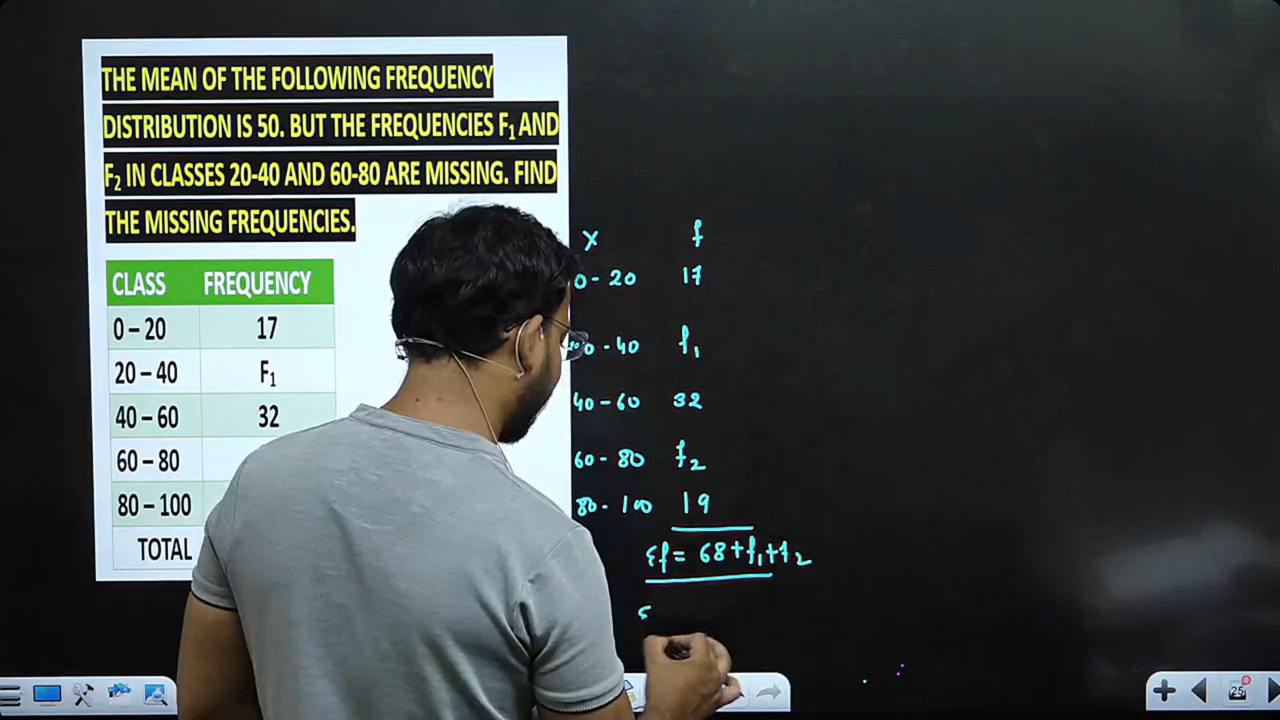 THE MEAN OF THE FOLLOWING FREQUENCY
DISTRIBUTION IS 50. BUT THE FREQUENCIES F₁ AND
F₂ IN CLASSES 20-40 AND 60-80 ARE MISSING. FIND
THE MISSING FREQUENCIES.
CLASS FREQUENCY
0 – 20 17
20 – 40 F₁
40 – 60 32
60 – 80
80 – 100
TOTAL
x f
0 - 20 17
0 - 40 f₁
40 - 60 32
60 - 80 f₂
80 - 100 19
Σf = 68 + f₁ + f₂
25